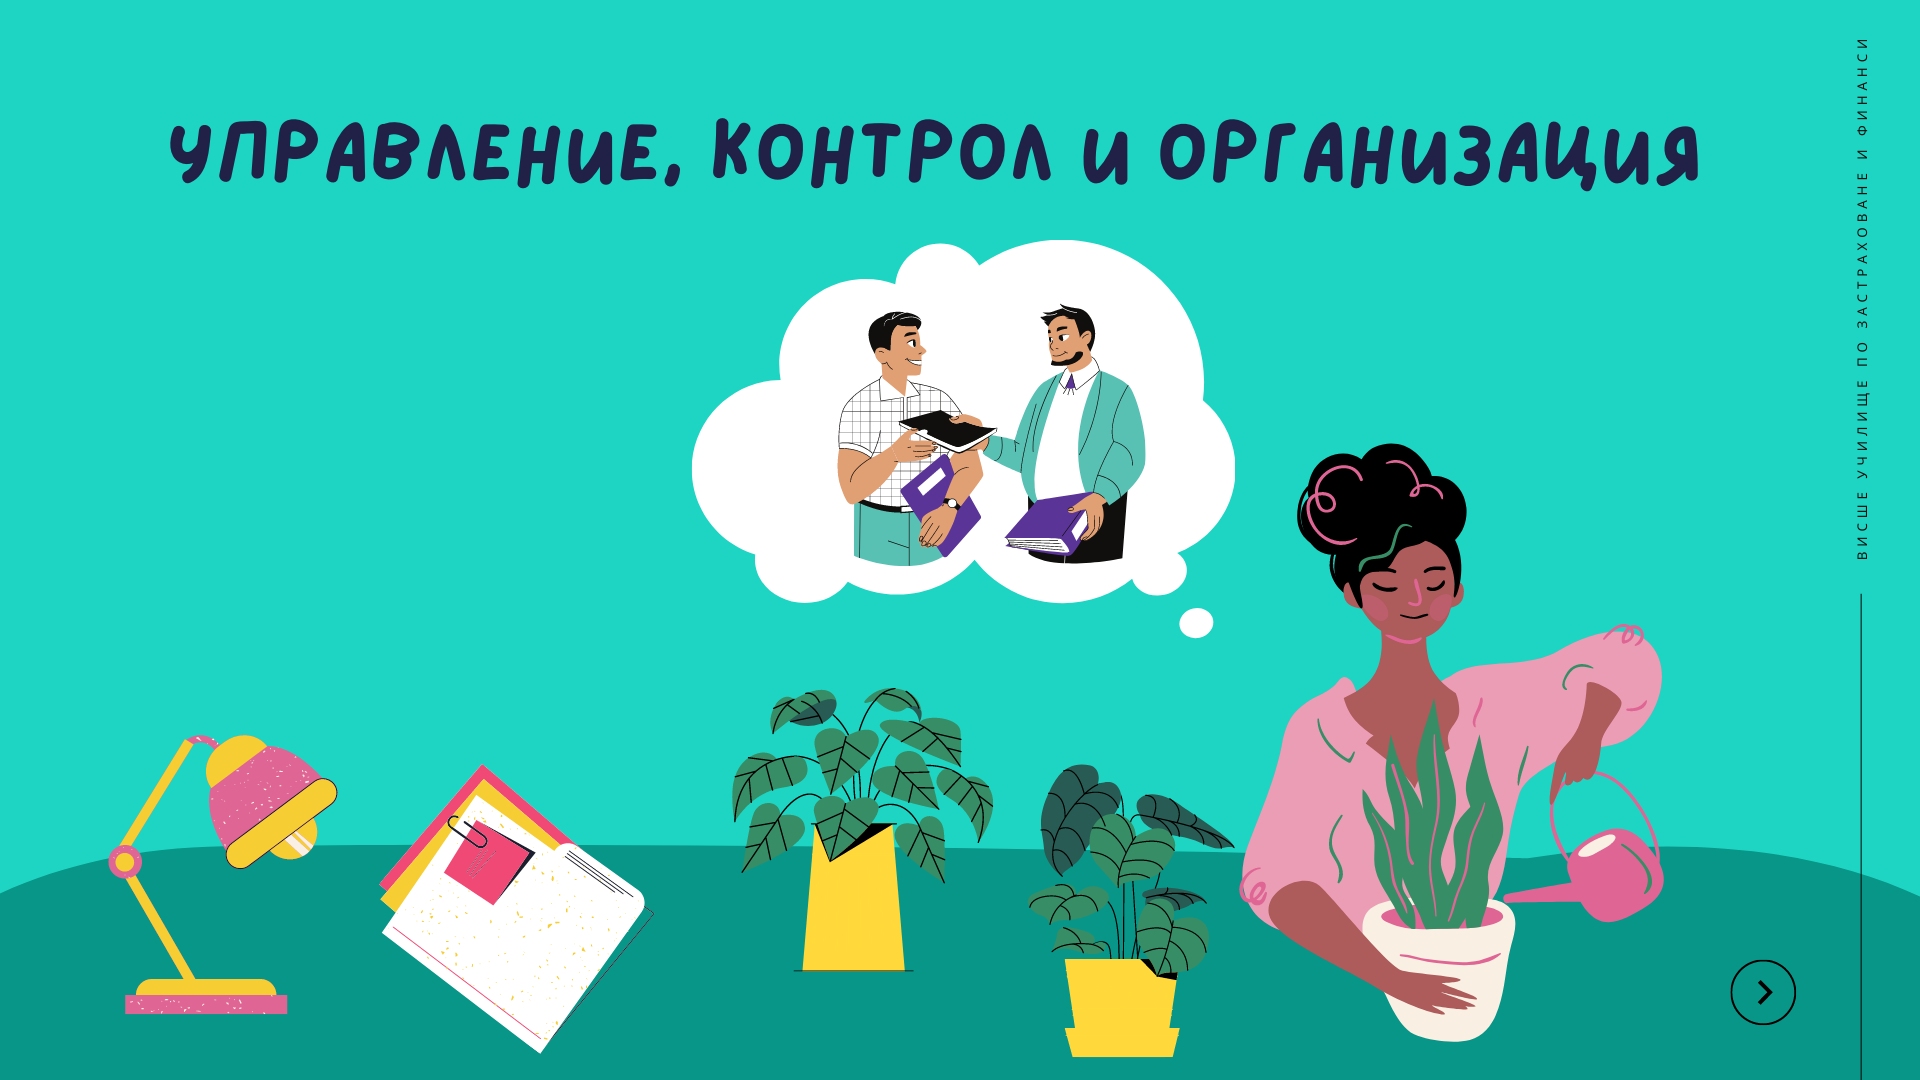 УПРАВЛЕНИЕ, КОНТРОЛ И ОРГАНИЗАЦИЯ
ВИСШЕ УЧИЛИЩЕ ПО ЗАСТРАХОВАНЕ И ФИНАНСИ